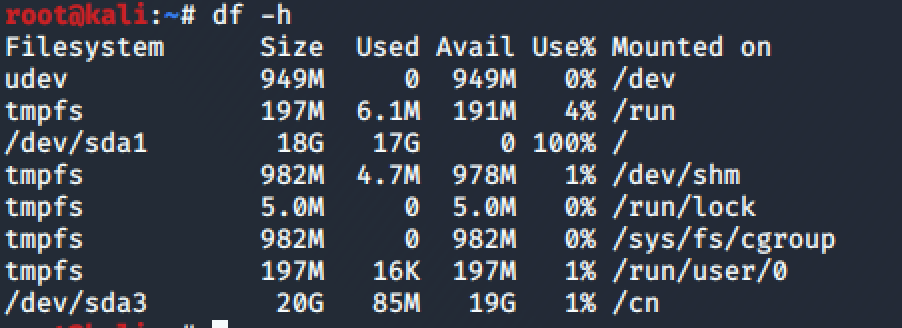 root@kali:~# df -h
Filesystem      Size  Used Avail Use% Mounted on
udev            949M     0  949M   0% /dev
tmpfs           197M  6.1M  191M   4% /run
/dev/sda1        18G   17G     0 100% /
tmpfs           982M  4.7M  978M   1% /dev/shm
tmpfs           5.0M     0  5.0M   0% /run/lock
tmpfs           982M     0  982M   0% /sys/fs/cgroup
tmpfs           197M   16K  197M   1% /run/user/0
/dev/sda3        20G   85M   19G   1% /cn